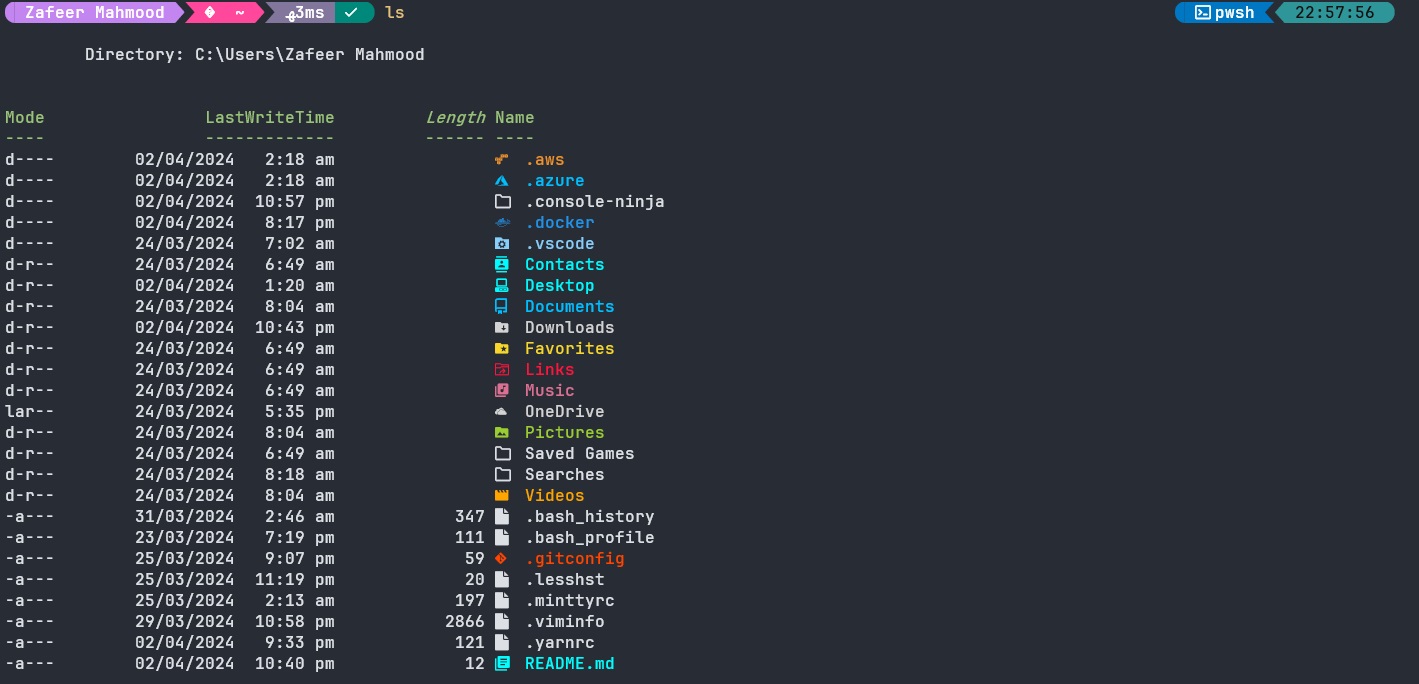 Zafeer Mahmood ~ 3ms ls pwsh 22:57:56
Directory: C:\Users\Zafeer Mahmood
Mode LastWriteTime Length Name
---- ------------- ------ ----
d---- 02/04/2024 2:18 am .aws
d---- 02/04/2024 2:18 am .azure
d---- 02/04/2024 10:57 pm .console-ninja
d---- 02/04/2024 8:17 pm .docker
d---- 24/03/2024 7:02 am .vscode
d-r-- 24/03/2024 6:49 am Contacts
d-r-- 02/04/2024 1:20 am Desktop
d-r-- 24/03/2024 8:04 am Documents
d-r-- 02/04/2024 10:43 pm Downloads
d-r-- 24/03/2024 6:49 am Favorites
d-r-- 24/03/2024 6:49 am Links
d-r-- 24/03/2024 6:49 am Music
lar-- 24/03/2024 5:35 pm OneDrive
d-r-- 24/03/2024 8:04 am Pictures
d-r-- 24/03/2024 6:49 am Saved Games
d-r-- 24/03/2024 8:18 am Searches
d-r-- 24/03/2024 8:04 am Videos
-a--- 31/03/2024 2:46 am 347 .bash_history
-a--- 23/03/2024 7:19 pm 111 .bash_profile
-a--- 25/03/2024 9:07 pm 59 .gitconfig
-a--- 25/03/2024 11:19 pm 20 .lesshst
-a--- 25/03/2024 2:13 am 197 .minttyrc
-a--- 29/03/2024 10:58 pm 2866 .viminfo
-a--- 02/04/2024 9:33 pm 121 .yarnrc
-a--- 02/04/2024 10:40 pm 12 README.md